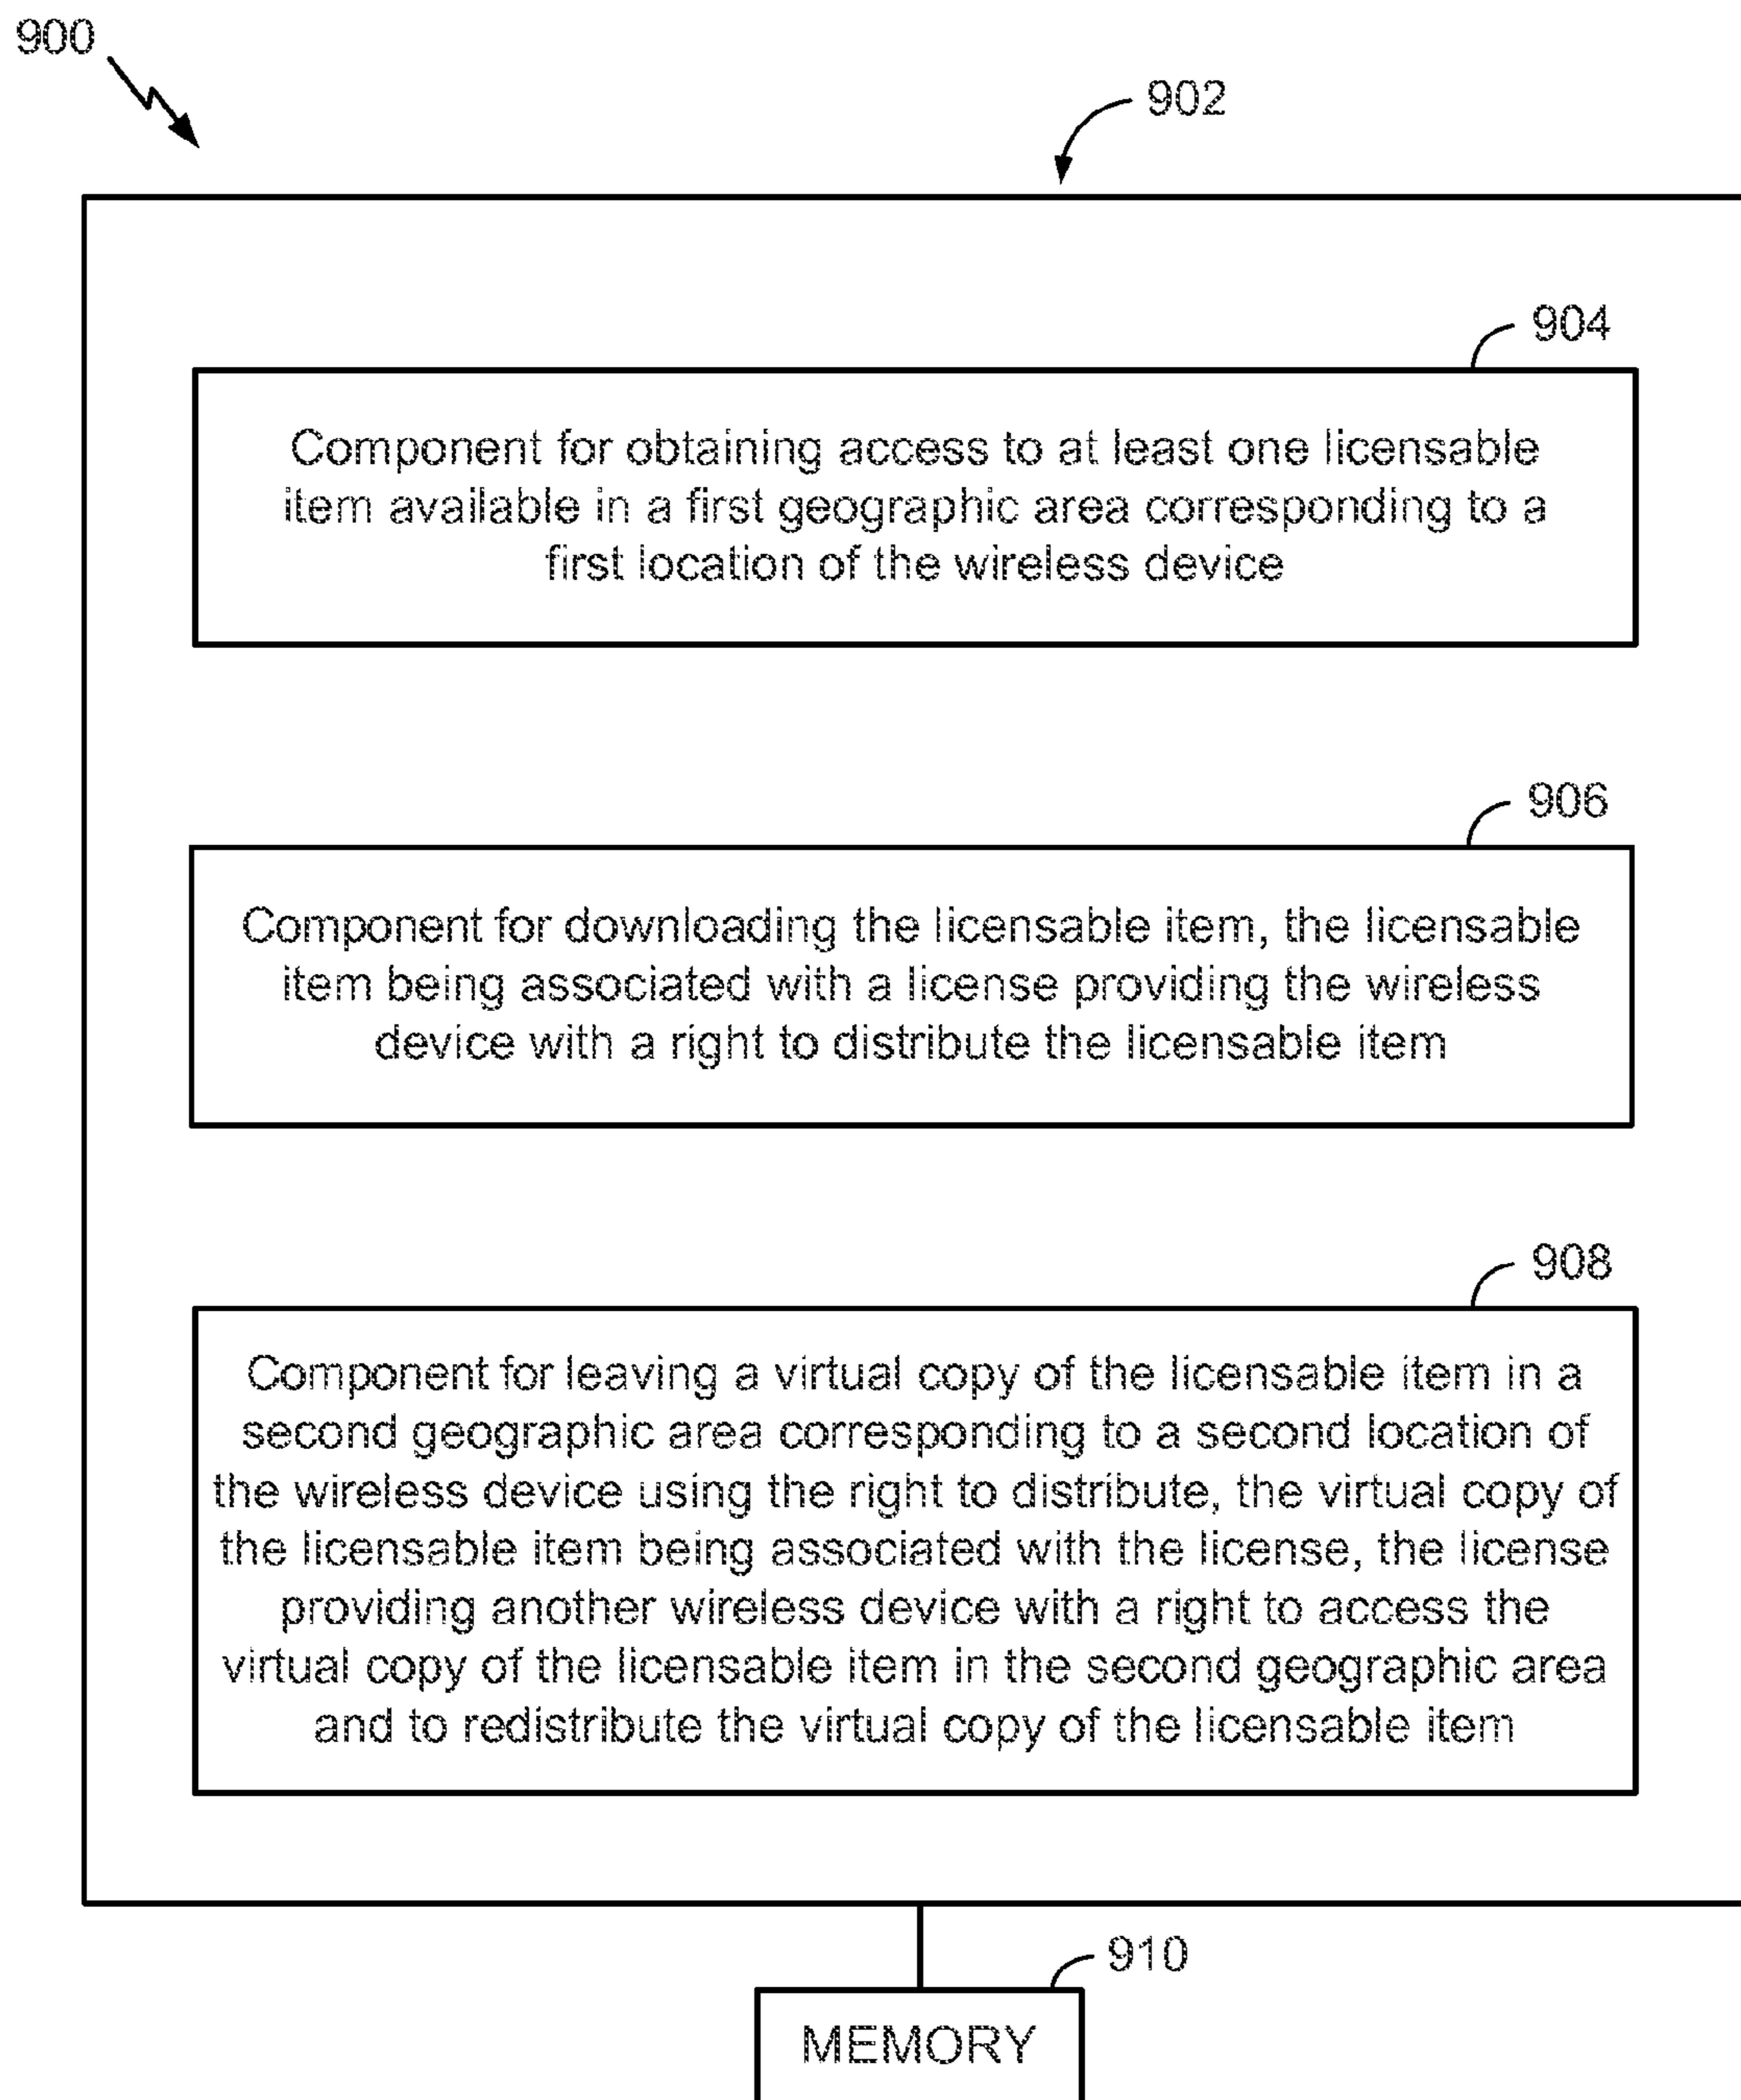 900
902
904
Component for obtaining access to at least one licensable
item available in a first geographic area corresponding to a
first location of the wireless device
906
Component for downloading the licensable item, the licensable
item being associated with a license providing the wireless
device with a right to distribute the licensable item
908
Component for leaving a virtual copy of the licensable item in a
second geographic area corresponding to a second location of
the wireless device using the right to distribute, the virtual copy of
the licensable item being associated with the license, the license
providing another wireless device with a right to access the
virtual copy of the licensable item in the second geographic area
and to redistribute the virtual copy of the licensable item
910
MEMORY